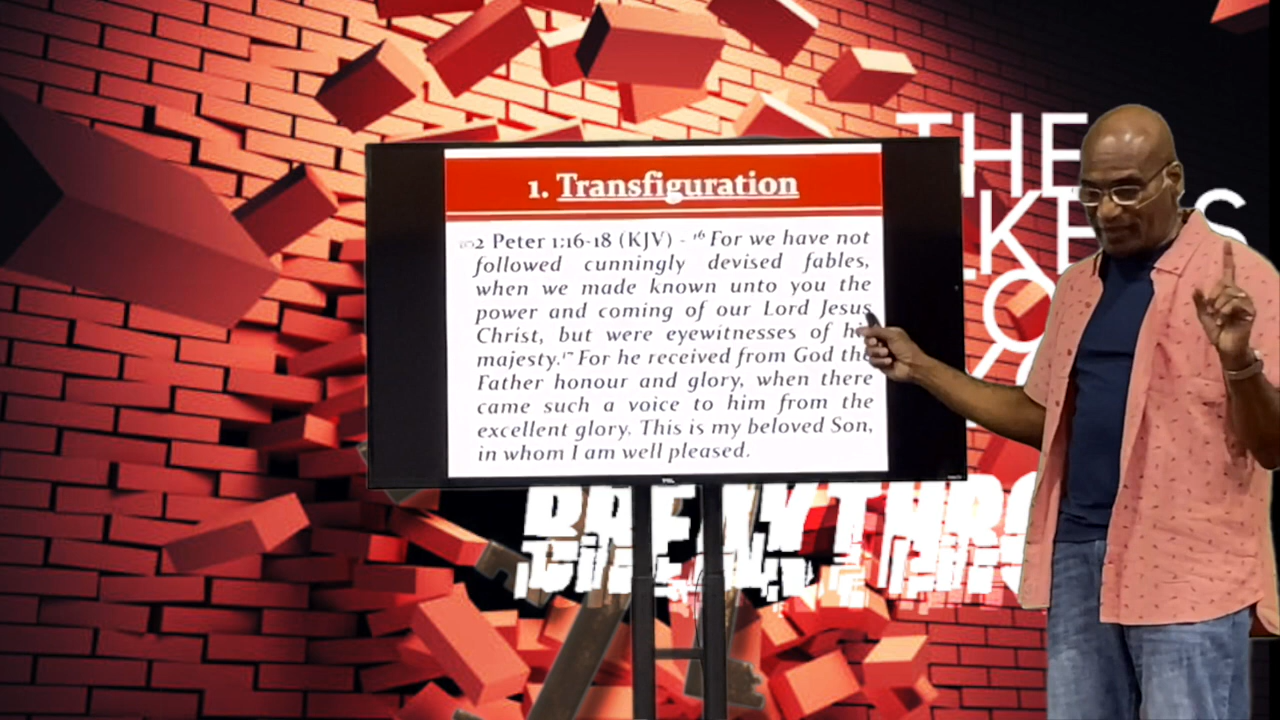 1. Transfiguration
2 Peter 1:16-18 (KJV) - 16 For we have not
followed cunningly devised fables,
when we made known unto you the
power and coming of our Lord Jesus
Christ, but were eyewitnesses of
majesty.17 For he received from God the
Father honour and glory, when there
came such a voice to him from the
excellent glory, This is my beloved Son,
in whom I am well pleased.
THE
TCL